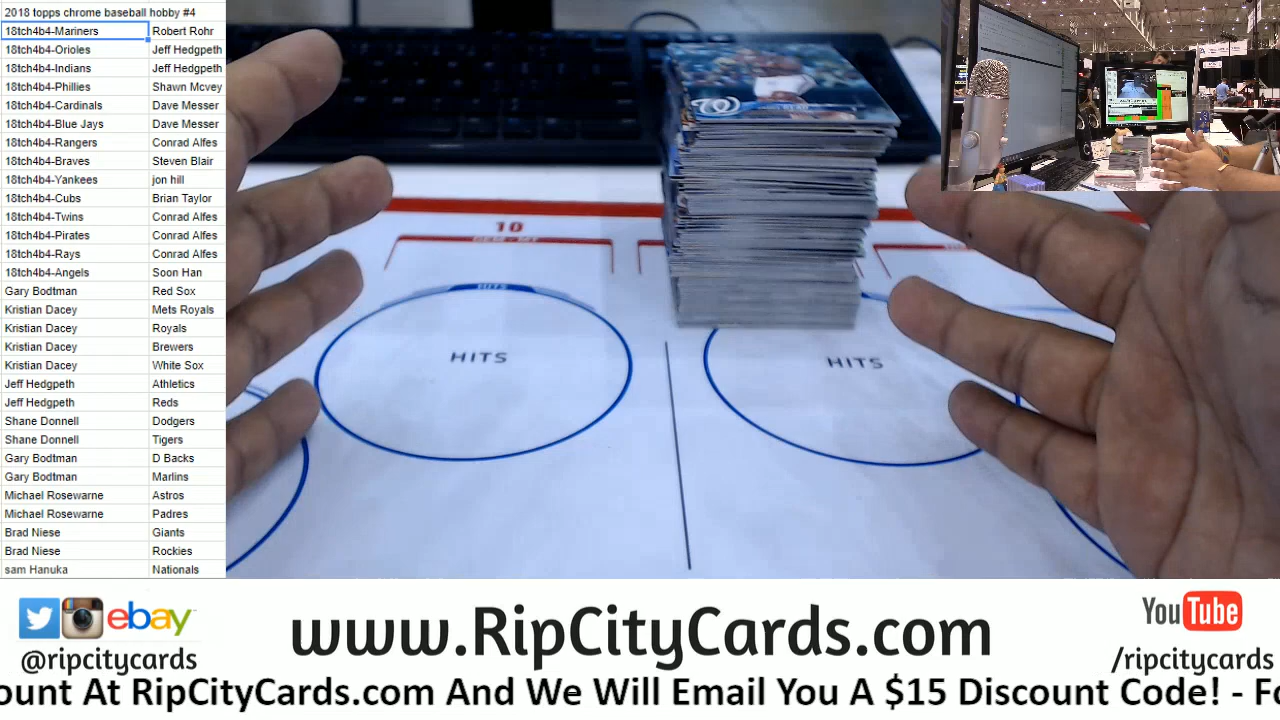 2018 topps chrome baseball hobby #4
18tch4b4-Mariners Robert Rohr
18tch4b4-Orioles Jeff Hedgpeth
18tch4b4-Indians Jeff Hedgpeth
18tch4b4-Phillies Shawn Mcvey
18tch4b4-Cardinals Dave Messer
18tch4b4-Blue Jays Dave Messer
18tch4b4-Rangers Conrad Alfes
18tch4b4-Braves Steven Blair
18tch4b4-Yankees jon hill
18tch4b4-Cubs Brian Taylor
18tch4b4-Twins Conrad Alfes
18tch4b4-Pirates Conrad Alfes
18tch4b4-Rays Conrad Alfes
18tch4b4-Angels Soon Han
Gary Bodtman Red Sox
Kristian Dacey Mets Royals
Kristian Dacey Royals
Kristian Dacey Brewers
Kristian Dacey White Sox
Jeff Hedgpeth Athletics
Jeff Hedgpeth Reds
Shane Donnell Dodgers
Shane Donnell Tigers
Gary Bodtman D Backs
Gary Bodtman Marlins
Michael Rosewarne Astros
Michael Rosewarne Padres
Brad Niese Giants
Brad Niese Rockies
sam Hanuka Nationals
10
GEM - MT
HITS
HITS
HITS
ebay
@ripcitycards
www.RipCityCards.com
YouTube
/ripcitycards
ount At RipCityCards.com And We Will Email You A $15 Discount Code! - Fo